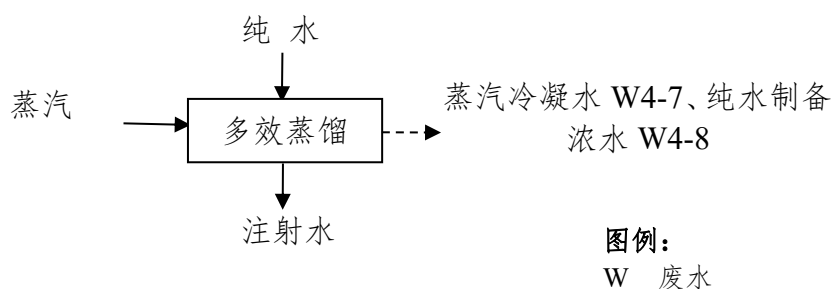 纯 水
蒸汽
多效蒸馏
蒸汽冷凝水 W4-7、纯水制备
浓水 W4-8
注射水
图例：
W 废水